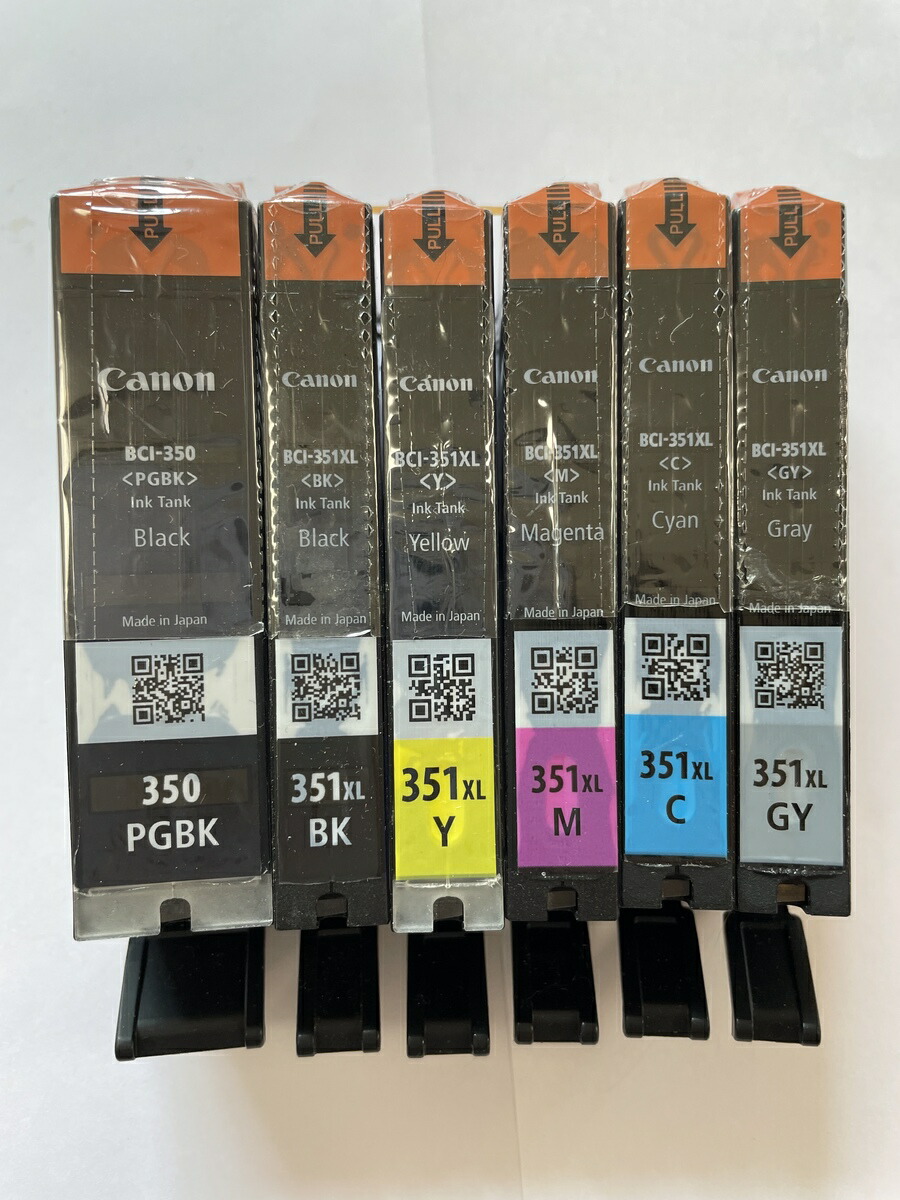 PULL
Canon
BCI-350
<PGBK>
Ink Tank
Black
Made in Japan
350
PGBK
PULL
Canon
BCI-351XL
<BK>
Ink Tank
Black
Made in Japan
351XL
BK
PULL
Canon
BCI-351XL
<Y>
Ink Tank
Yellow
Made in Japan
351XL
Y
PULL
Canon
BCI-351XL
<M>
Ink Tank
Magenta
Made in Japan
351XL
M
PULL
Canon
BCI-351XL
<C>
Ink Tank
Cyan
Made in Japan
351XL
C
PULL
Canon
BCI-351XL
<GY>
Ink Tank
Gray
Made in Japan
351XL
GY